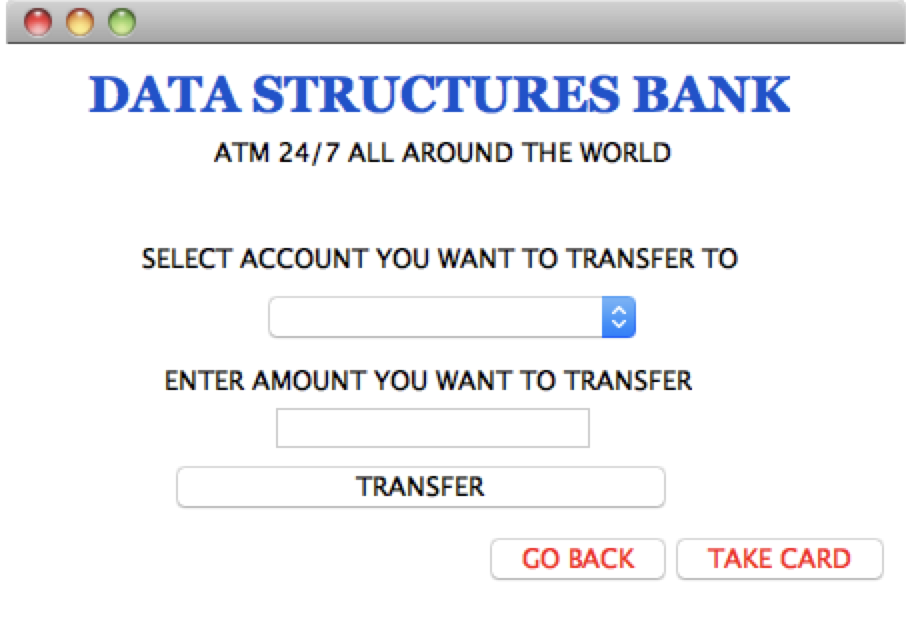 DATA STRUCTURES BANK
ATM 24/7 ALL AROUND THE WORLD
SELECT ACCOUNT YOU WANT TO TRANSFER TO
ENTER AMOUNT YOU WANT TO TRANSFER
TRANSFER
GO BACK TAKE CARD